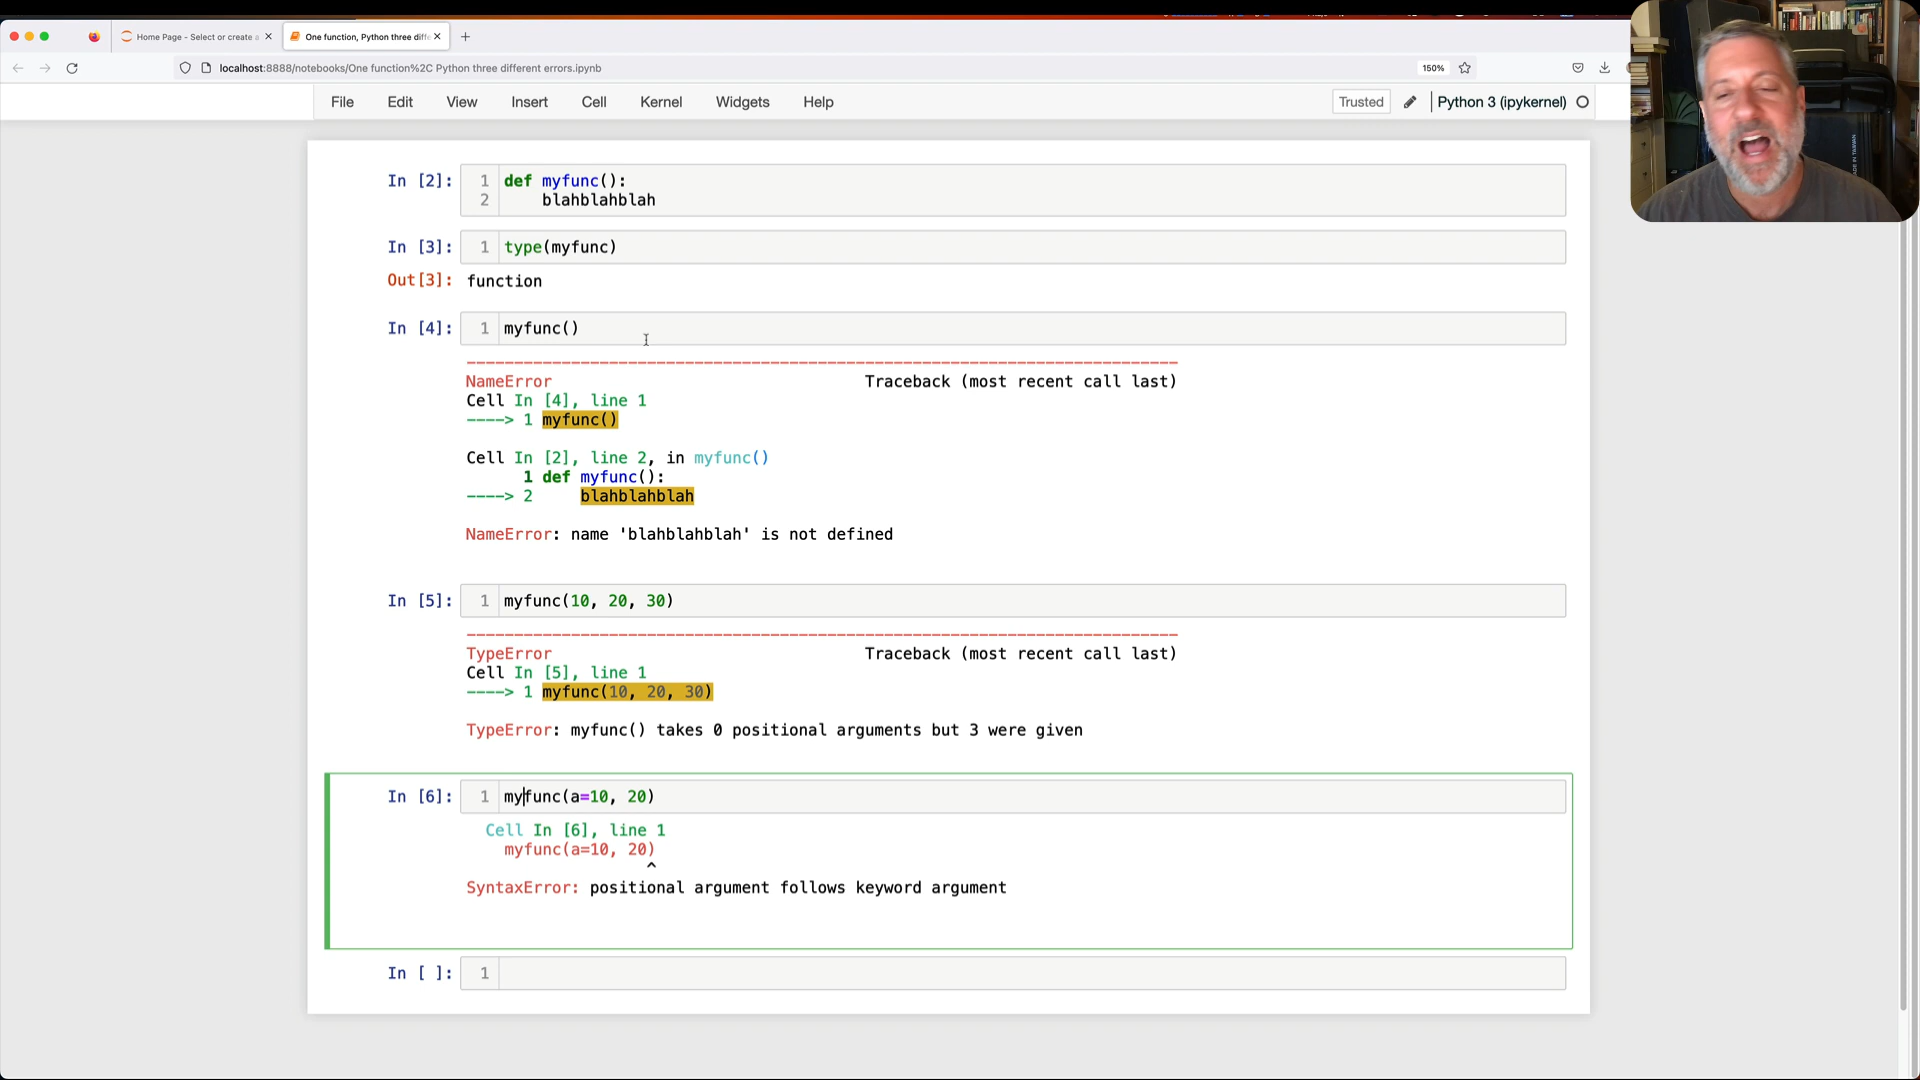 Home Page - Select or create a
One function, Python three diffe
localhost:8888/notebooks/One function%2C Python three different errors.ipynb
150%
File Edit View Insert Cell Kernel Widgets Help
Trusted
Python 3 (ipykernel)
In [2]:
1 def myfunc():
2 blahblahblah
In [3]: 1 type(myfunc)
Out[3]: function
In [4]: 1 myfunc()
---------------------------------------------------------------------------
NameError Traceback (most recent call last)
Cell In [4], line 1
----> 1 myfunc()
Cell In [2], line 2, in myfunc()
1 def myfunc():
----> 2 blahblahblah
NameError: name 'blahblahblah' is not defined
In [5]: 1 myfunc(10, 20, 30)
---------------------------------------------------------------------------
TypeError Traceback (most recent call last)
Cell In [5], line 1
----> 1 myfunc(10, 20, 30)
TypeError: myfunc() takes 0 positional arguments but 3 were given
In [6]: 1 myfunc(a=10, 20)
Cell In [6], line 1
myfunc(a=10, 20)
^
SyntaxError: positional argument follows keyword argument
In [ ]: 1
MADE IN TAIWAN